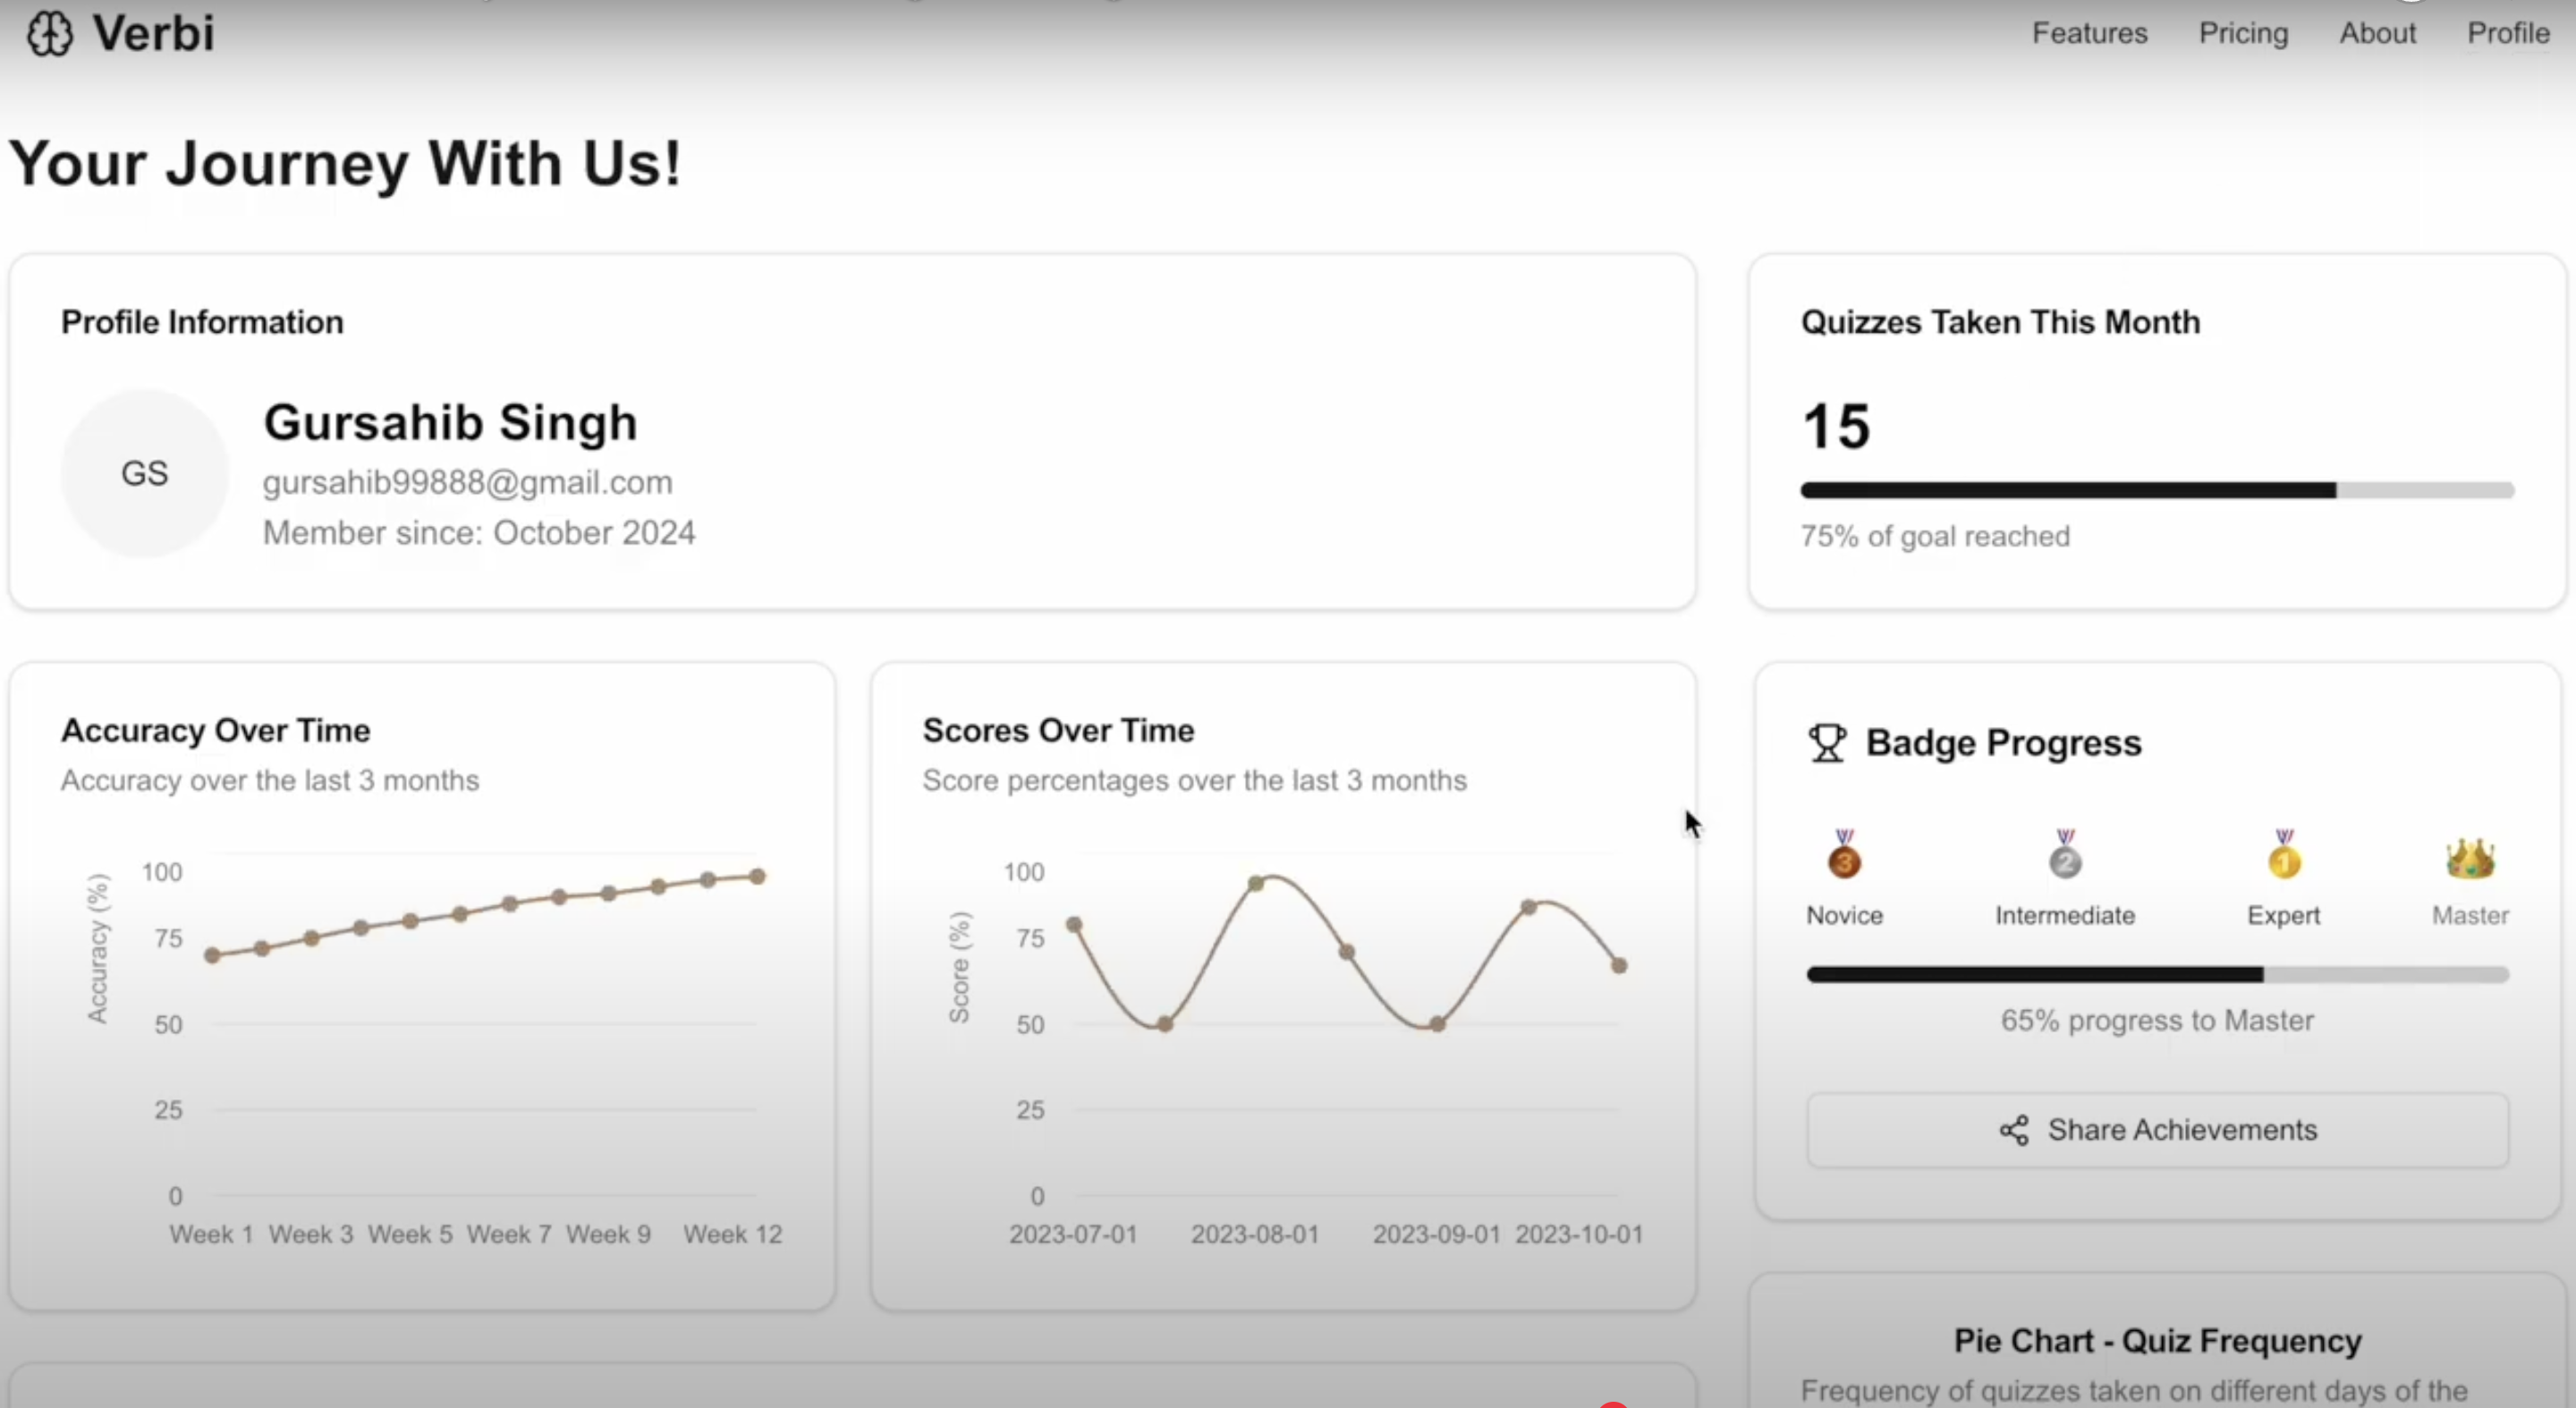 Verbi
Features Pricing About Profile
Your Journey With Us!
Profile Information
GS
Gursahib Singh
gursahib99888@gmail.com
Member since: October 2024
Quizzes Taken This Month
15
75% of goal reached
Accuracy Over Time
Accuracy over the last 3 months
Accuracy (%)
100
75
50
25
0
Week 1 Week 3 Week 5 Week 7 Week 9 Week 12
Scores Over Time
Score percentages over the last 3 months
Score (%)
100
75
50
25
0
2023-07-01 2023-08-01 2023-09-01 2023-10-01
Badge Progress
3 2 1
Novice Intermediate Expert Master
65% progress to Master
Share Achievements
Pie Chart - Quiz Frequency
Frequency of quizzes taken on different days of the